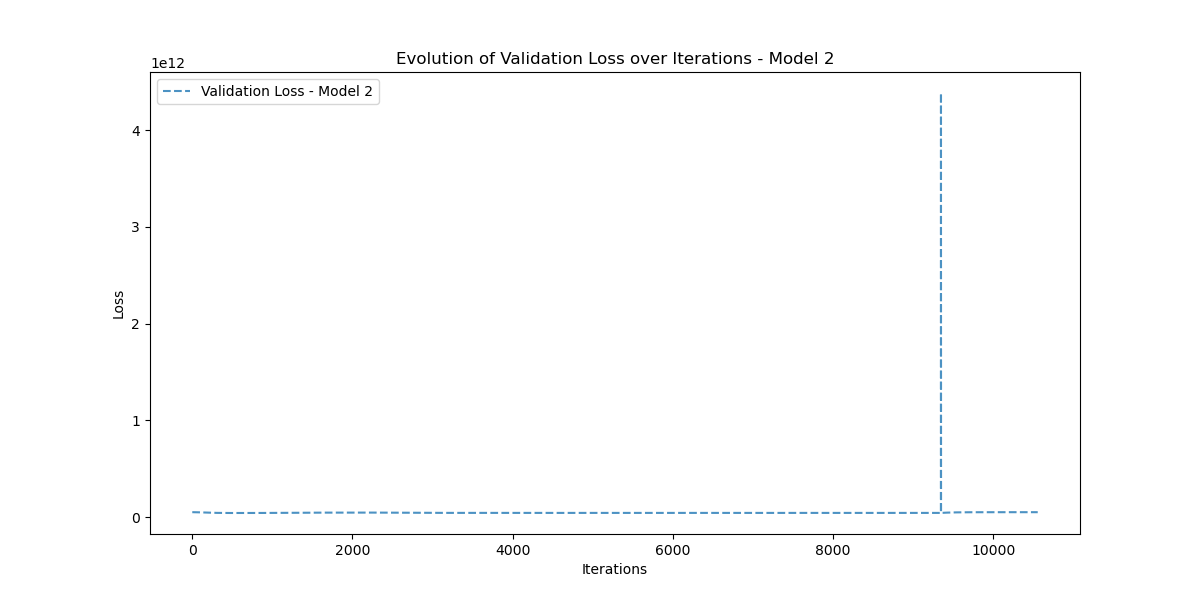 Evolution of Validation Loss over Iterations - Model 2
1e12
Validation Loss - Model 2
4
3
2
1
0
Loss
0 2000 4000 6000 8000 10000
Iterations